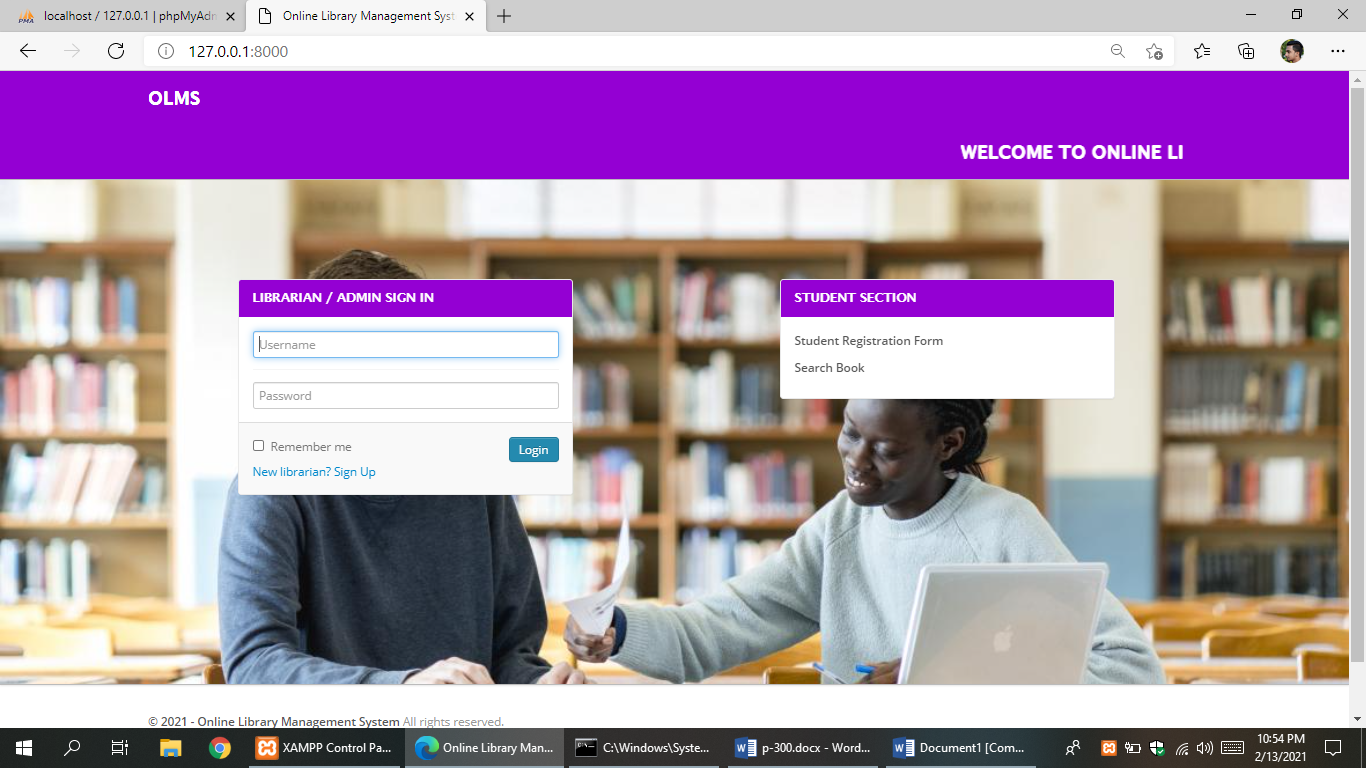 localhost / 127.0.0.1 | phpMyAdm
Online Library Management Syst
127.0.0.1:8000
OLMS
WELCOME TO ONLINE LI
LIBRARIAN / ADMIN SIGN IN
STUDENT SECTION
Username
Student Registration Form
Search Book
Password
Remember me
Login
New librarian? Sign Up
© 2021 - Online Library Management System All rights reserved.
XAMPP Control Pa...
Online Library Man...
C:\Windows\Syste...
p-300.docx - Word...
Document1 [Com...
10:54 PM
2/13/2021